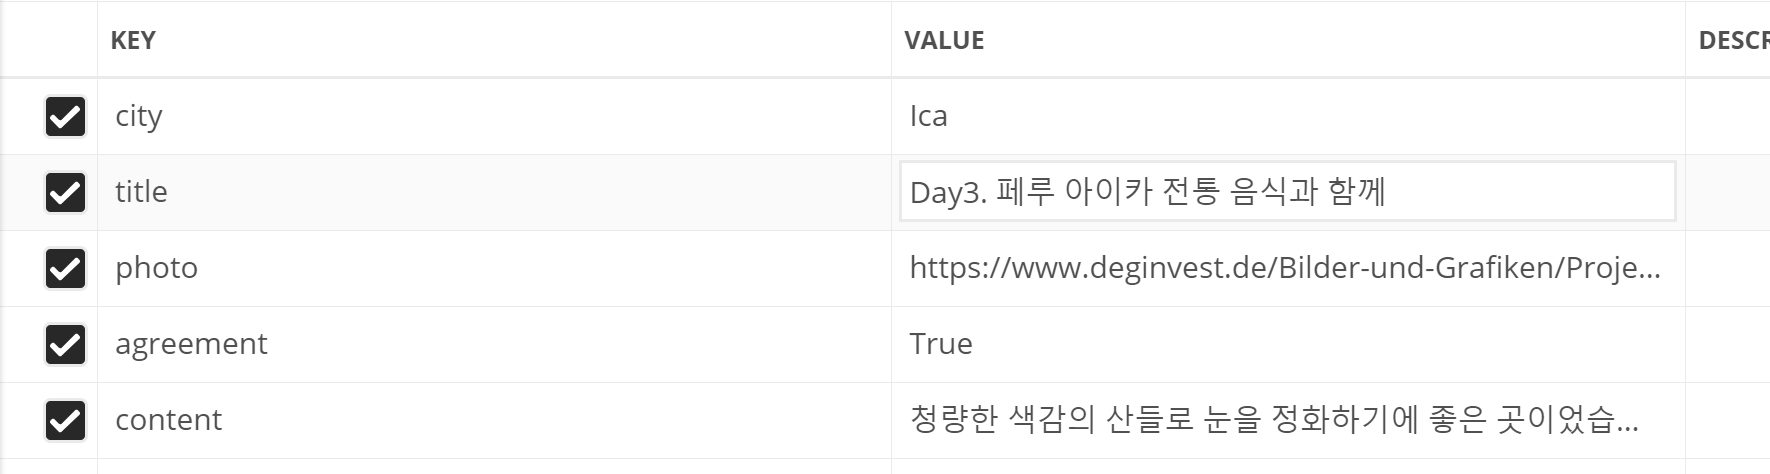 KEY VALUE DESCR
city Ica
title Day3. 페루 아이카 전통 음식과 함께
photo https://www.deginvest.de/Bilder-und-Grafiken/Proje...
agreement True
content 청량한 색감의 산들로 눈을 정화하기에 좋은 곳이었습...